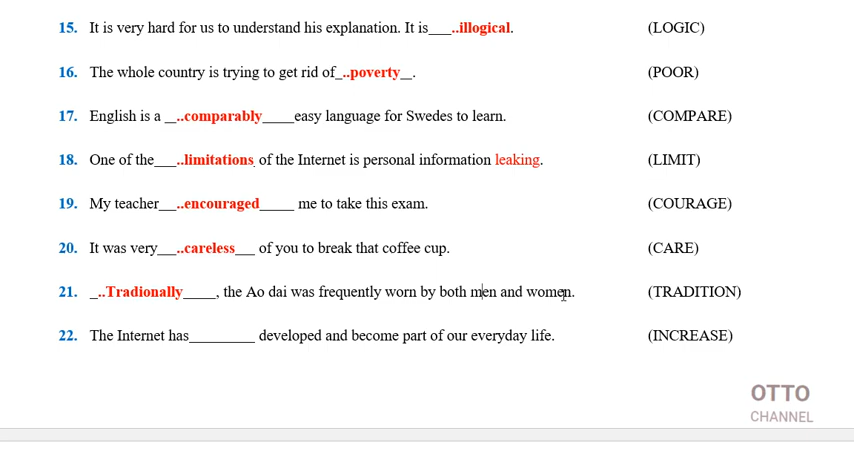 15. It is very hard for us to understand his explanation. It is___..illogical. (LOGIC)
16. The whole country is trying to get rid of_..poverty_. (POOR)
17. English is a _..comparably____easy language for Swedes to learn. (COMPARE)
18. One of the___..limitations of the Internet is personal information leaking. (LIMIT)
19. My teacher__..encouraged____ me to take this exam. (COURAGE)
20. It was very__..careless__ of you to break that coffee cup. (CARE)
21. _..Tradionally____, the Ao dai was frequently worn by both men and women. (TRADITION)
22. The Internet has________ developed and become part of our everyday life. (INCREASE)
OTTO
CHANNEL